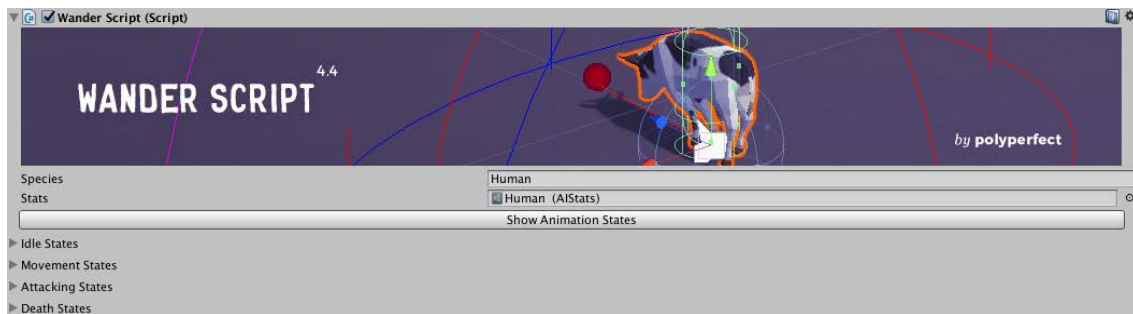 Wander Script (Script)
WANDER SCRIPT 4.4
by polyperfect
Species Human
Stats Human (AIStats)
Show Animation States
Idle States
Movement States
Attacking States
Death States